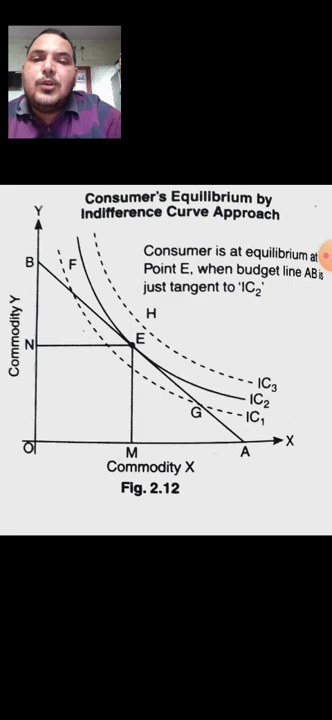 Consumer's Equilibrium by
Indifference Curve Approach
Y
B
F
Consumer is at equilibrium at
Point E, when budget line AB is
just tangent to 'IC₂'
H
N
E
Commodity Y
IC₃
IC₂
G
IC₁
O
M
A
X
Commodity X
Fig. 2.12